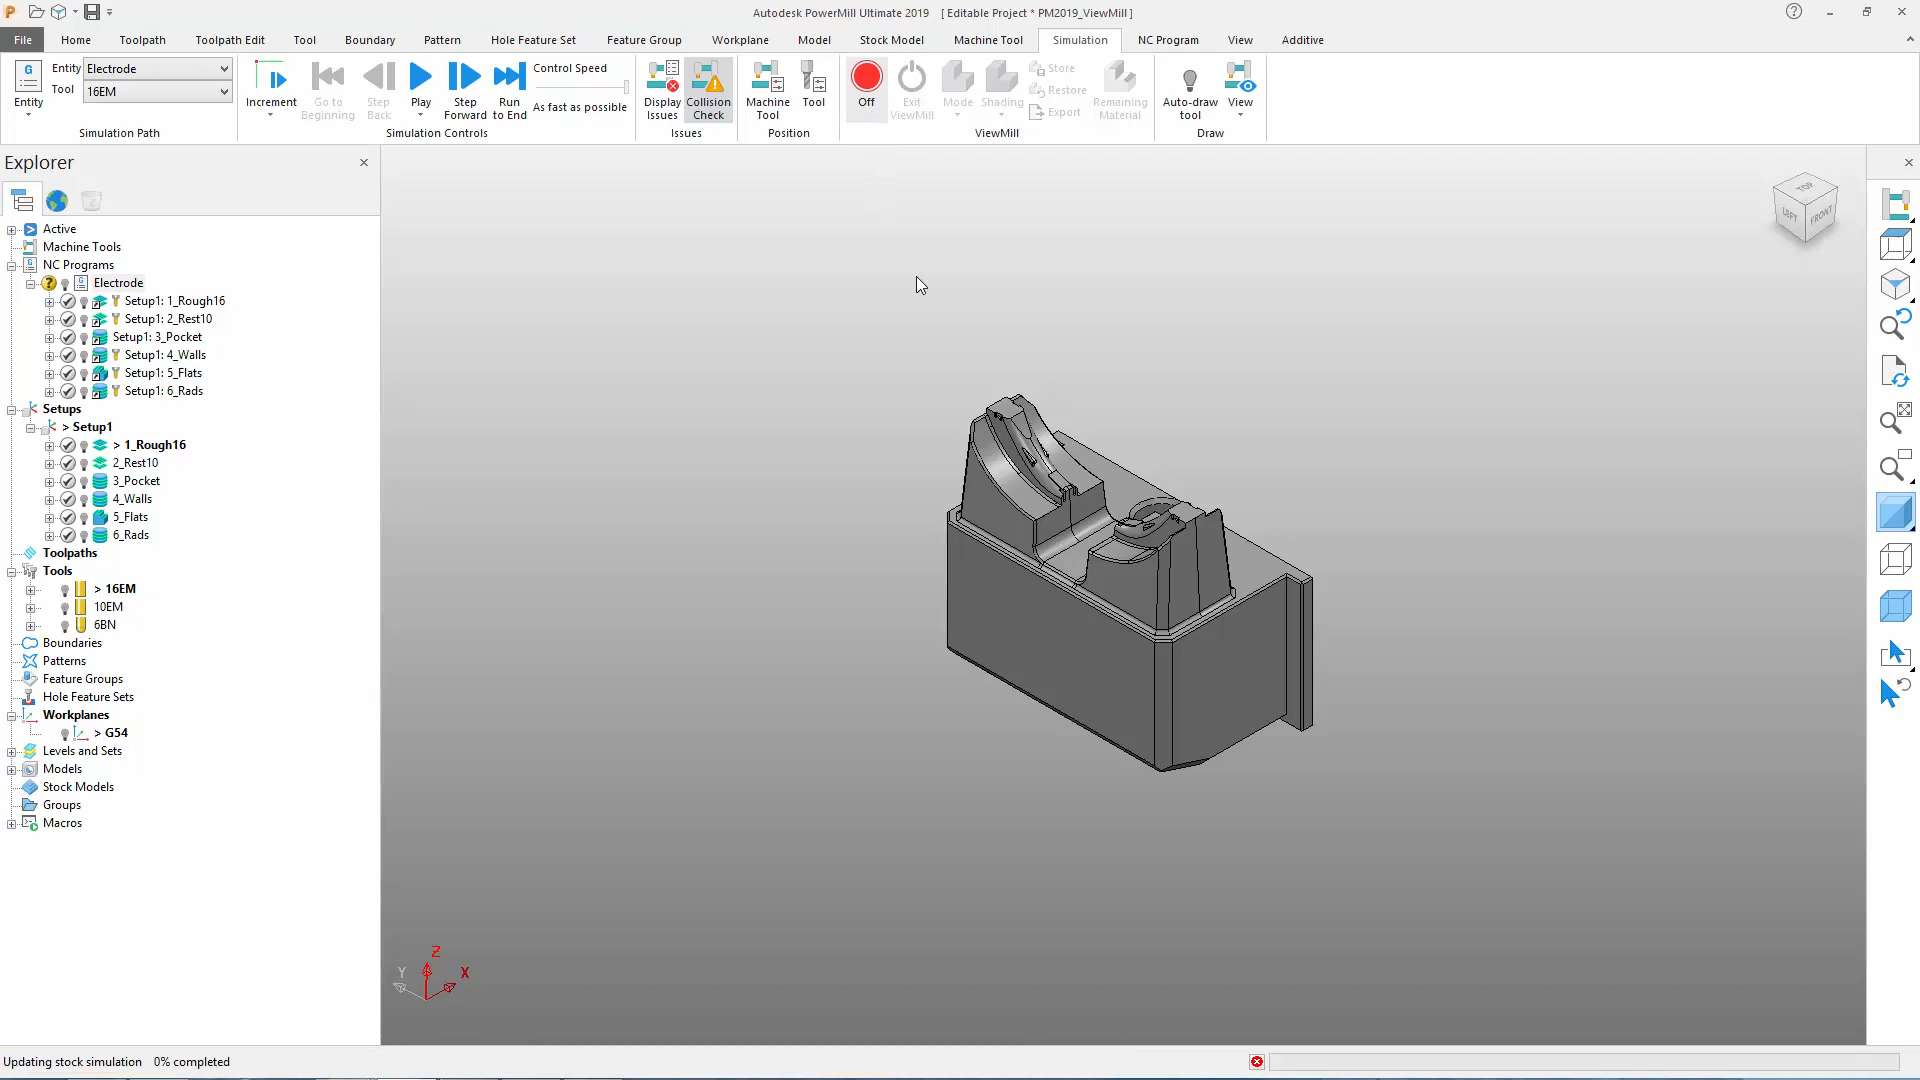 Autodesk PowerMill Ultimate 2019 [ Editable Project * PM2019_ViewMill ]
File Home Toolpath Toolpath Edit Tool Boundary Pattern Hole Feature Set Feature Group Workplane Model Stock Model Machine Tool Simulation NC Program View Additive
Entity
Entity Electrode
Tool 16EM
Simulation Path
Increment
Go to Beginning
Step Back
Play
Step Forward
Run to End
Control Speed
As fast as possible
Simulation Controls
Display Issues
Collision Check
Issues
Machine Tool
Tool
Position
Off
Exit ViewMill
Mode
Shading
Store
Restore
Export
Remaining Material
ViewMill
Auto-draw tool
View
Draw
Explorer
Active
Machine Tools
NC Programs
Electrode
Setup1: 1_Rough16
Setup1: 2_Rest10
Setup1: 3_Pocket
Setup1: 4_Walls
Setup1: 5_Flats
Setup1: 6_Rads
Setups
> Setup1
> 1_Rough16
2_Rest10
3_Pocket
4_Walls
5_Flats
6_Rads
Toolpaths
Tools
> 16EM
10EM
6BN
Boundaries
Patterns
Feature Groups
Hole Feature Sets
Workplanes
> G54
Levels and Sets
Models
Stock Models
Groups
Macros
TOP
LEFT
FRONT
Z
Y
X
Updating stock simulation 0% completed